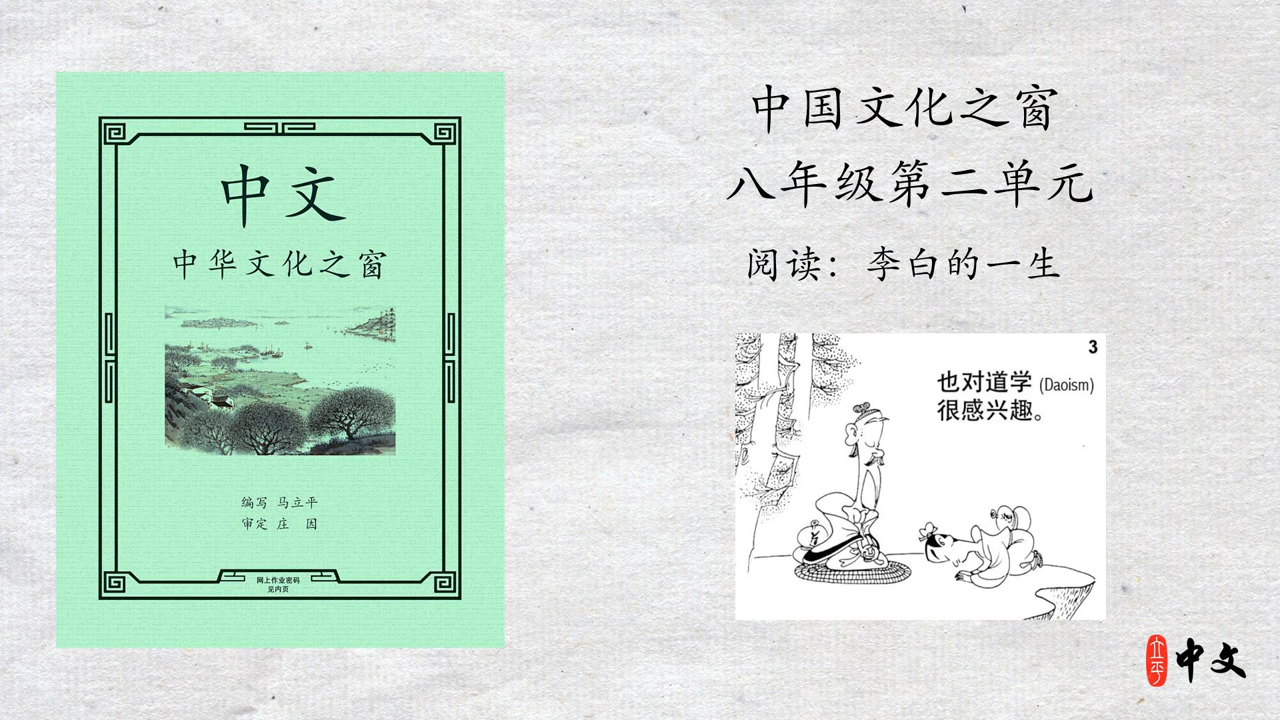 中文
中华文化之窗
编写 马立平
审定 庄 因
网上作业密码
见内页
中国文化之窗
八年级第二单元
阅读：李白的一生
3
也对道学 (Daoism)
很感兴趣。
立平
中文